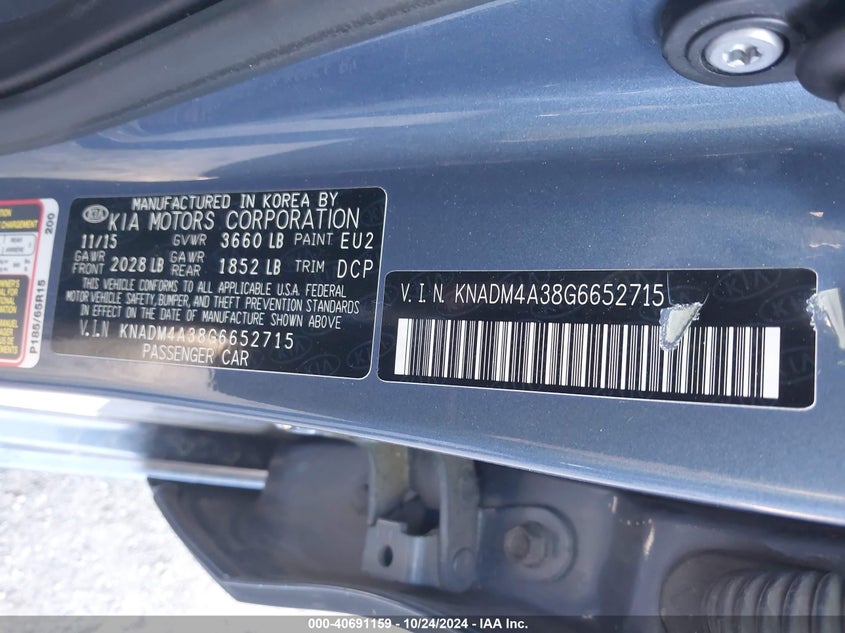 MANUFACTURED IN KOREA BY
KIA
KIA MOTORS CORPORATION
11/15 GVWR 3660 LB PAINT EU2
GAWR FRONT 2028 LB GAWR REAR 1852 LB TRIM DCP
THIS VEHICLE CONFORMS TO ALL APPLICABLE U.S.A. FEDERAL
MOTOR VEHICLE SAFETY, BUMPER, AND THEFT PREVENTION STANDARDS
IN EFFECT ON THE DATE OF MANUFACTURE SHOWN ABOVE
V.I.N KNADM4A38G6652715
PASSENGER CAR
V.I.N. KNADM4A38G6652715
200
P185/65R15
REAR
000-40691159 - 10/24/2024 - IAA Inc.